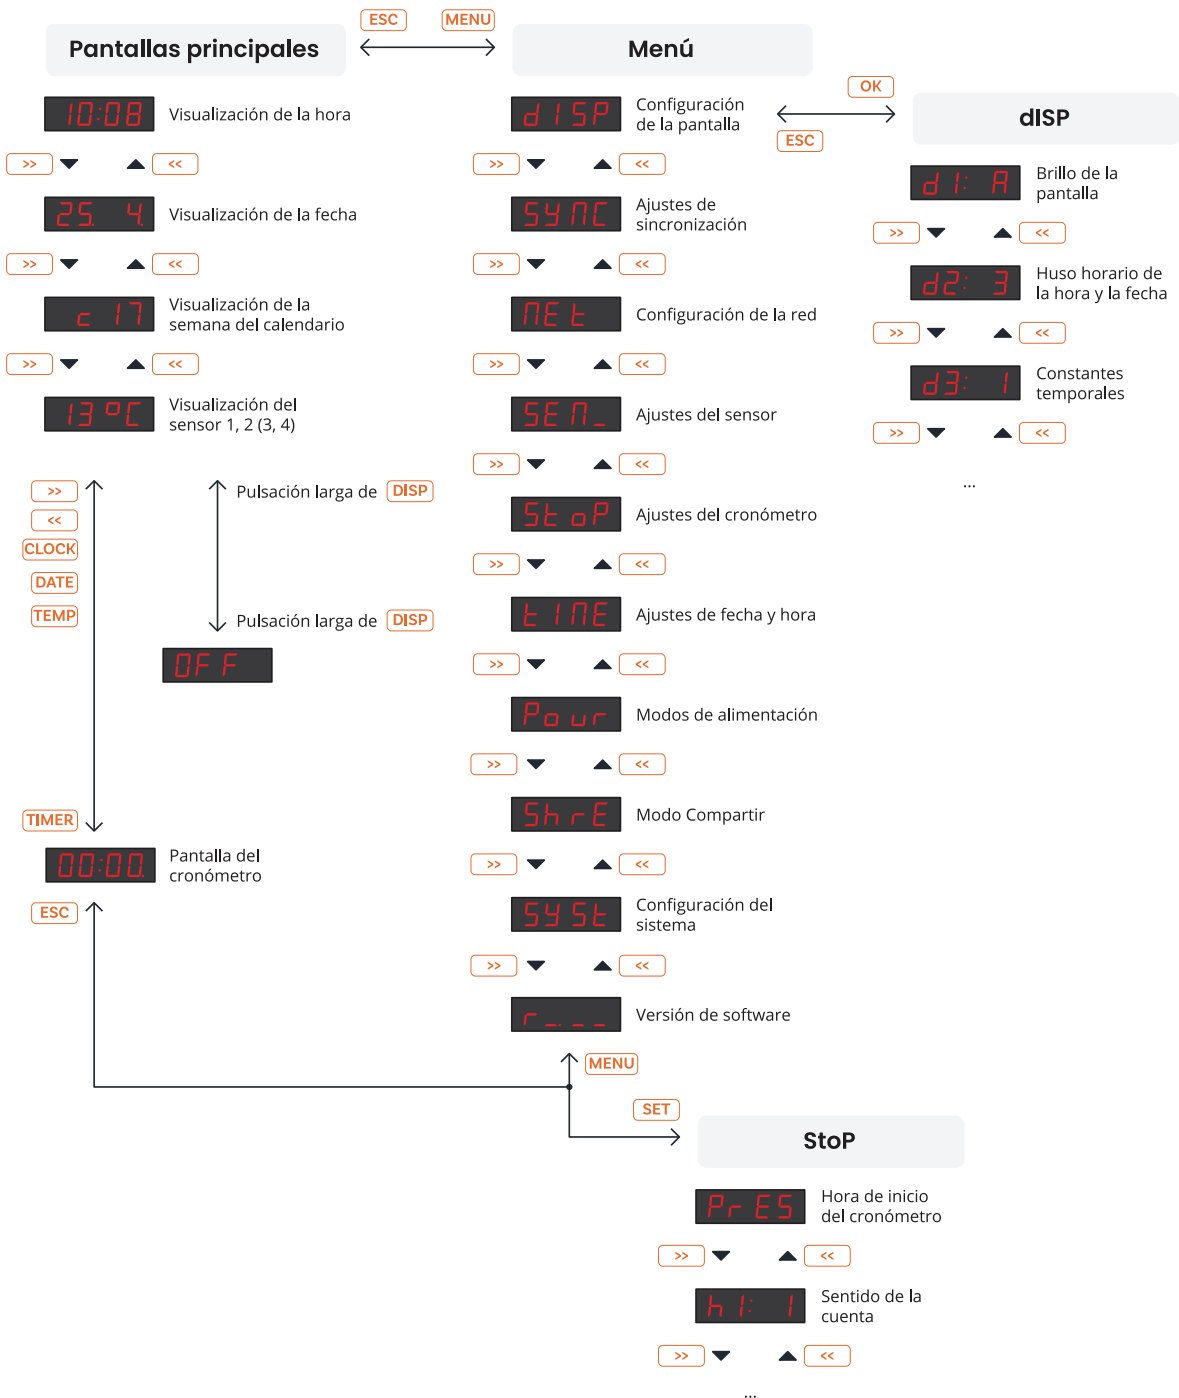 ESC
MENU
Pantallas principales
Menú
10:08
Visualización de la hora
>>
<<
25. 4.
Visualización de la fecha
>>
<<
c 17
Visualización de la
semana del calendario
>>
<<
13 °C
Visualización del
sensor 1, 2 (3, 4)
>>
<<
CLOCK
DATE
TEMP
Pulsación larga de DISP
Pulsación larga de DISP
OFF
TIMER
00:00.
Pantalla del
cronómetro
ESC
dISP
Configuración
de la pantalla
>>
<<
SYNC
Ajustes de
sincronización
>>
<<
NEt
Configuración de la red
>>
<<
SEN_
Ajustes del sensor
>>
<<
StoP
Ajustes del cronómetro
>>
<<
tIME
Ajustes de fecha y hora
>>
<<
Pour
Modos de alimentación
>>
<<
ShrE
Modo Compartir
>>
<<
SYSt
Configuración del
sistema
>>
<<
r _._ _
Versión de software
MENU
OK
ESC
dISP
d1: A
Brillo de la
pantalla
>>
<<
d2: 3
Huso horario de
la hora y la fecha
>>
<<
d3: 1
Constantes
temporales
>>
<<
...
SET
StoP
PrES
Hora de inicio
del cronómetro
>>
<<
h1: 1
Sentido de la
cuenta
>>
<<
...